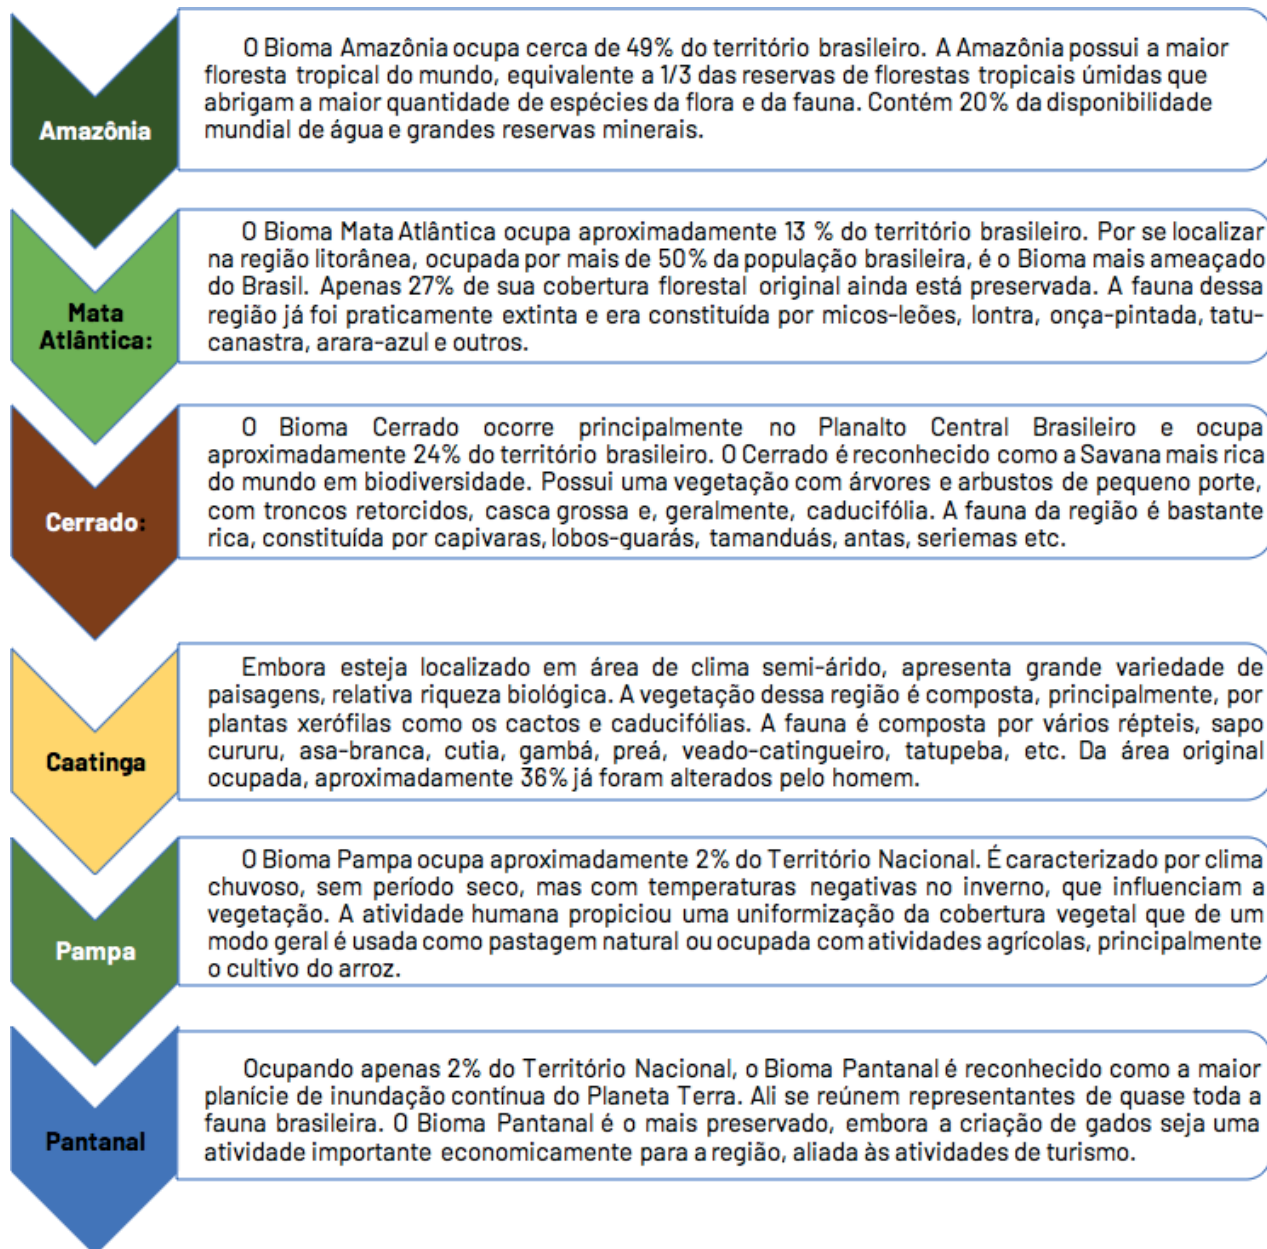 Amazônia
O Bioma Amazônia ocupa cerca de 49% do território brasileiro. A Amazônia possui a maior
floresta tropical do mundo, equivalente a 1/3 das reservas de florestas tropicais úmidas que
abrigam a maior quantidade de espécies da flora e da fauna. Contém 20% da disponibilidade
mundial de água e grandes reservas minerais.
Mata
Atlântica:
O Bioma Mata Atlântica ocupa aproximadamente 13 % do território brasileiro. Por se localizar
na região litorânea, ocupada por mais de 50% da população brasileira, é o Bioma mais ameaçado
do Brasil. Apenas 27% de sua cobertura florestal original ainda está preservada. A fauna dessa
região já foi praticamente extinta e era constituída por micos-leões, lontra, onça-pintada, tatu-
canastra, arara-azul e outros.
Cerrado:
O Bioma Cerrado ocorre principalmente no Planalto Central Brasileiro e ocupa
aproximadamente 24% do território brasileiro. O Cerrado é reconhecido como a Savana mais rica
do mundo em biodiversidade. Possui uma vegetação com árvores e arbustos de pequeno porte,
com troncos retorcidos, casca grossa e, geralmente, caducifólia. A fauna da região é bastante
rica, constituída por capivaras, lobos-guarás, tamanduás, antas, seriemas etc.
Caatinga
Embora esteja localizado em área de clima semi-árido, apresenta grande variedade de
paisagens, relativa riqueza biológica. A vegetação dessa região é composta, principalmente, por
plantas xerófilas como os cactos e caducifólias. A fauna é composta por vários répteis, sapo
cururu, asa-branca, cutia, gambá, preá, veado-catingueiro, tatupeba, etc. Da área original
ocupada, aproximadamente 36% já foram alterados pelo homem.
Pampa
O Bioma Pampa ocupa aproximadamente 2% do Território Nacional. É caracterizado por clima
chuvoso, sem período seco, mas com temperaturas negativas no inverno, que influenciam a
vegetação. A atividade humana propiciou uma uniformização da cobertura vegetal que de um
modo geral é usada como pastagem natural ou ocupada com atividades agrícolas, principalmente
o cultivo do arroz.
Pantanal
Ocupando apenas 2% do Território Nacional, o Bioma Pantanal é reconhecido como a maior
planície de inundação contínua do Planeta Terra. Ali se reúnem representantes de quase toda a
fauna brasileira. O Bioma Pantanal é o mais preservado, embora a criação de gados seja uma
atividade importante economicamente para a região, aliada às atividades de turismo.